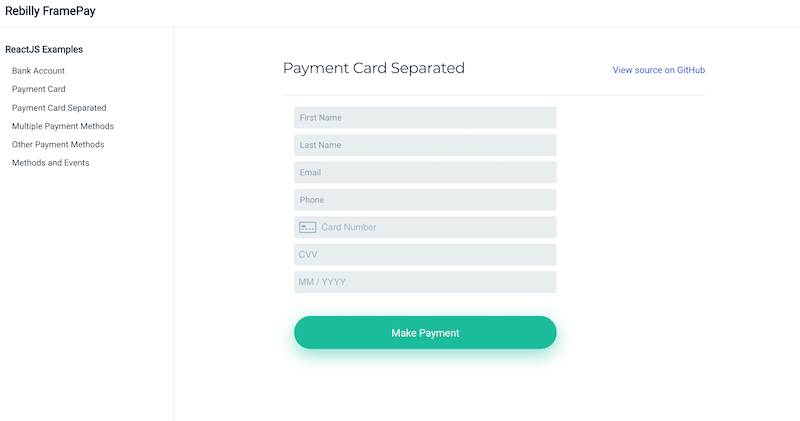 Rebilly FramePay
ReactJS Examples
Bank Account
Payment Card
Payment Card Separated
Multiple Payment Methods
Other Payment Methods
Methods and Events
Payment Card Separated
View source on GitHub
First Name
Last Name
Email
Phone
Card Number
CVV
MM / YYYY
Make Payment